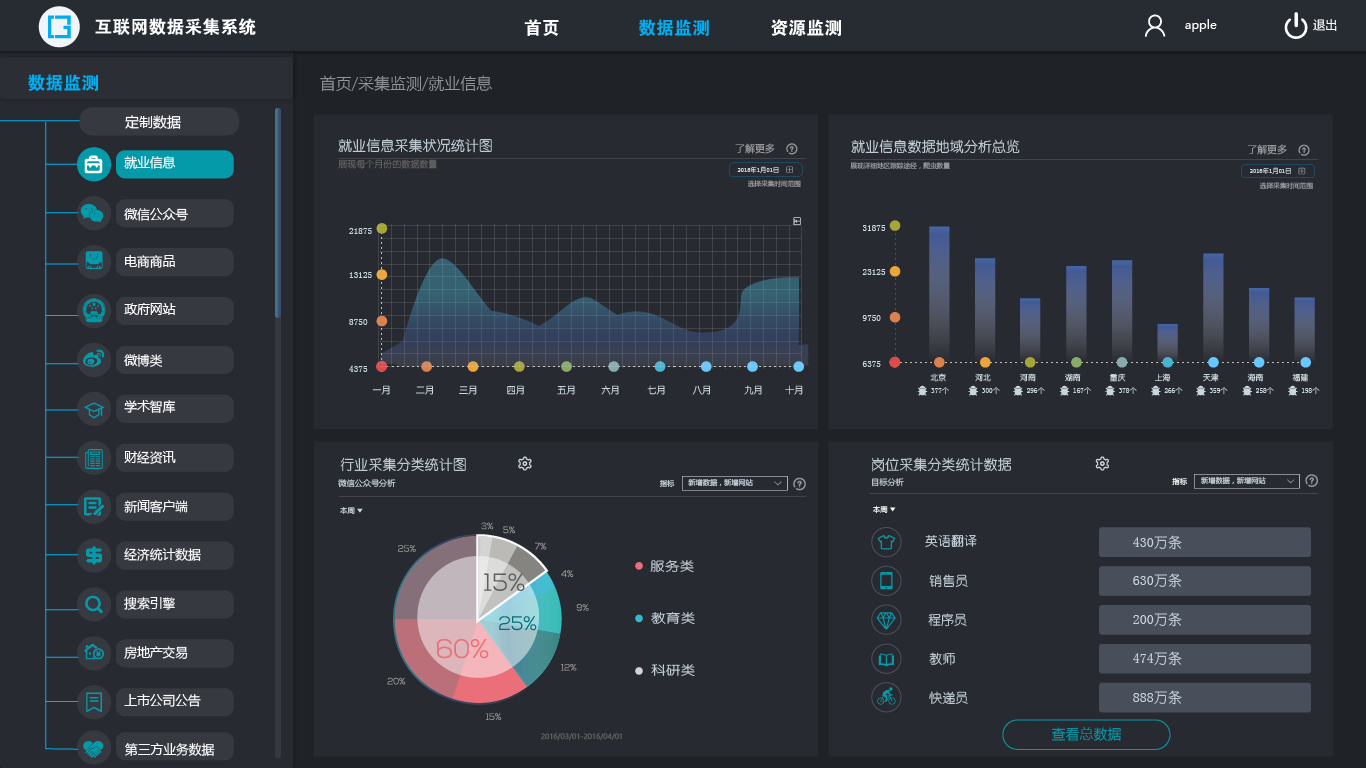 互联网数据采集系统
首页 数据监测 资源监测
apple 退出
数据监测
定制数据
就业信息
微信公众号
电商商品
政府网站
微博类
学术智库
财经资讯
新闻客户端
经济统计数据
搜索引擎
房地产交易
上市公司公告
第三方业务数据
首页/采集监测/就业信息
就业信息采集状况统计图
了解更多
展现每个月份的数据数量
2018年1月01日
选择采集时间范围
21875
13125
8750
4375
一月 二月 三月 四月 五月 六月 七月 八月 九月 十月
就业信息数据地域分析总览
了解更多
展现详细地区跟踪途径，爬虫数量
2018年1月01日
选择采集时间范围
31875
23125
9750
6375
北京 河北 河南 湖南 重庆 上海 天津 海南 福建
377个 300个 296个 167个 378个 266个 359个 258个 198个
行业采集分类统计图
微信公众号分析
指标 新增数据，新增网站
本周
3% 5% 7% 4% 9% 12% 15% 20% 25%
15%
25%
60%
服务类
教育类
科研类
2016/03/01-2016/04/01
岗位采集分类统计数据
目标分析
指标 新增数据，新增网站
本周
英语翻译 430万条
销售员 630万条
程序员 200万条
教师 474万条
快递员 888万条
查看总数据